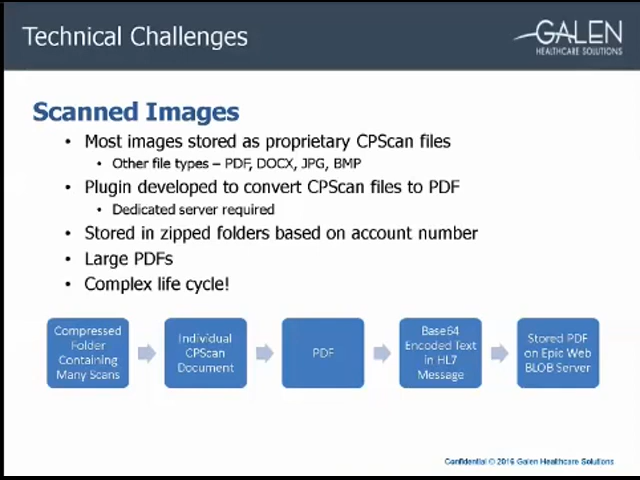 Technical Challenges
GALEN
HEALTHCARE SOLUTIONS
Scanned Images
• Most images stored as proprietary CPScan files
• Other file types – PDF, DOCX, JPG, BMP
• Plugin developed to convert CPScan files to PDF
• Dedicated server required
• Stored in zipped folders based on account number
• Large PDFs
• Complex life cycle!
Compressed
Folder
Containing
Many Scans
Individual
CPScan
Document
PDF
Base64
Encoded Text
in HL7
Message
Stored PDF
on Epic Web
BLOB Server
Confidential © 2016 Galen Healthcare Solutions